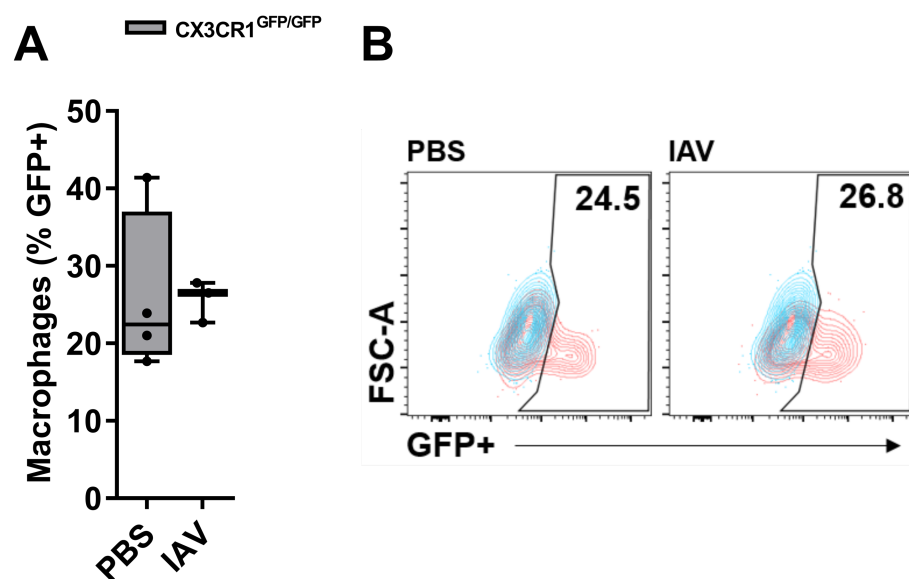 A
CX3CR1GFP/GFP
B
Macrophages (% GFP+)
50
40
30
20
10
0
PBS
IAV
PBS
IAV
24.5
26.8
FSC-A
GFP+